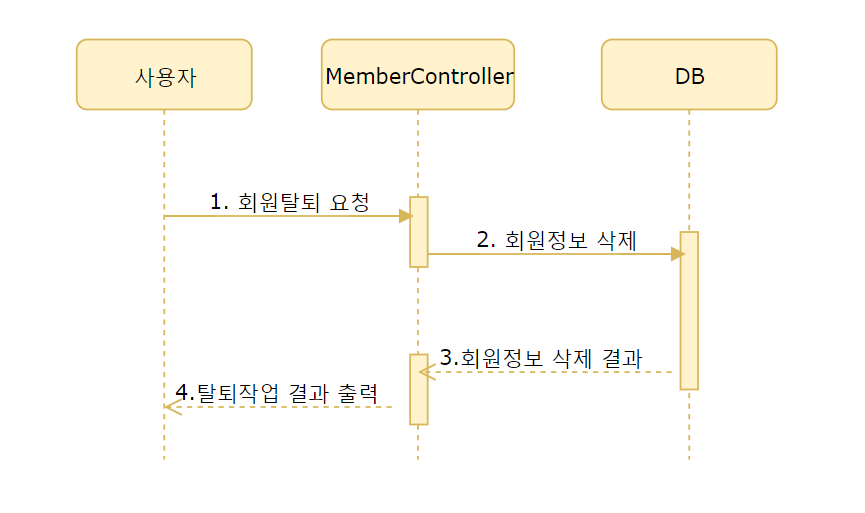 사용자
MemberController
DB
1. 회원탈퇴 요청
2. 회원정보 삭제
3.회원정보 삭제 결과
4.탈퇴작업 결과 출력